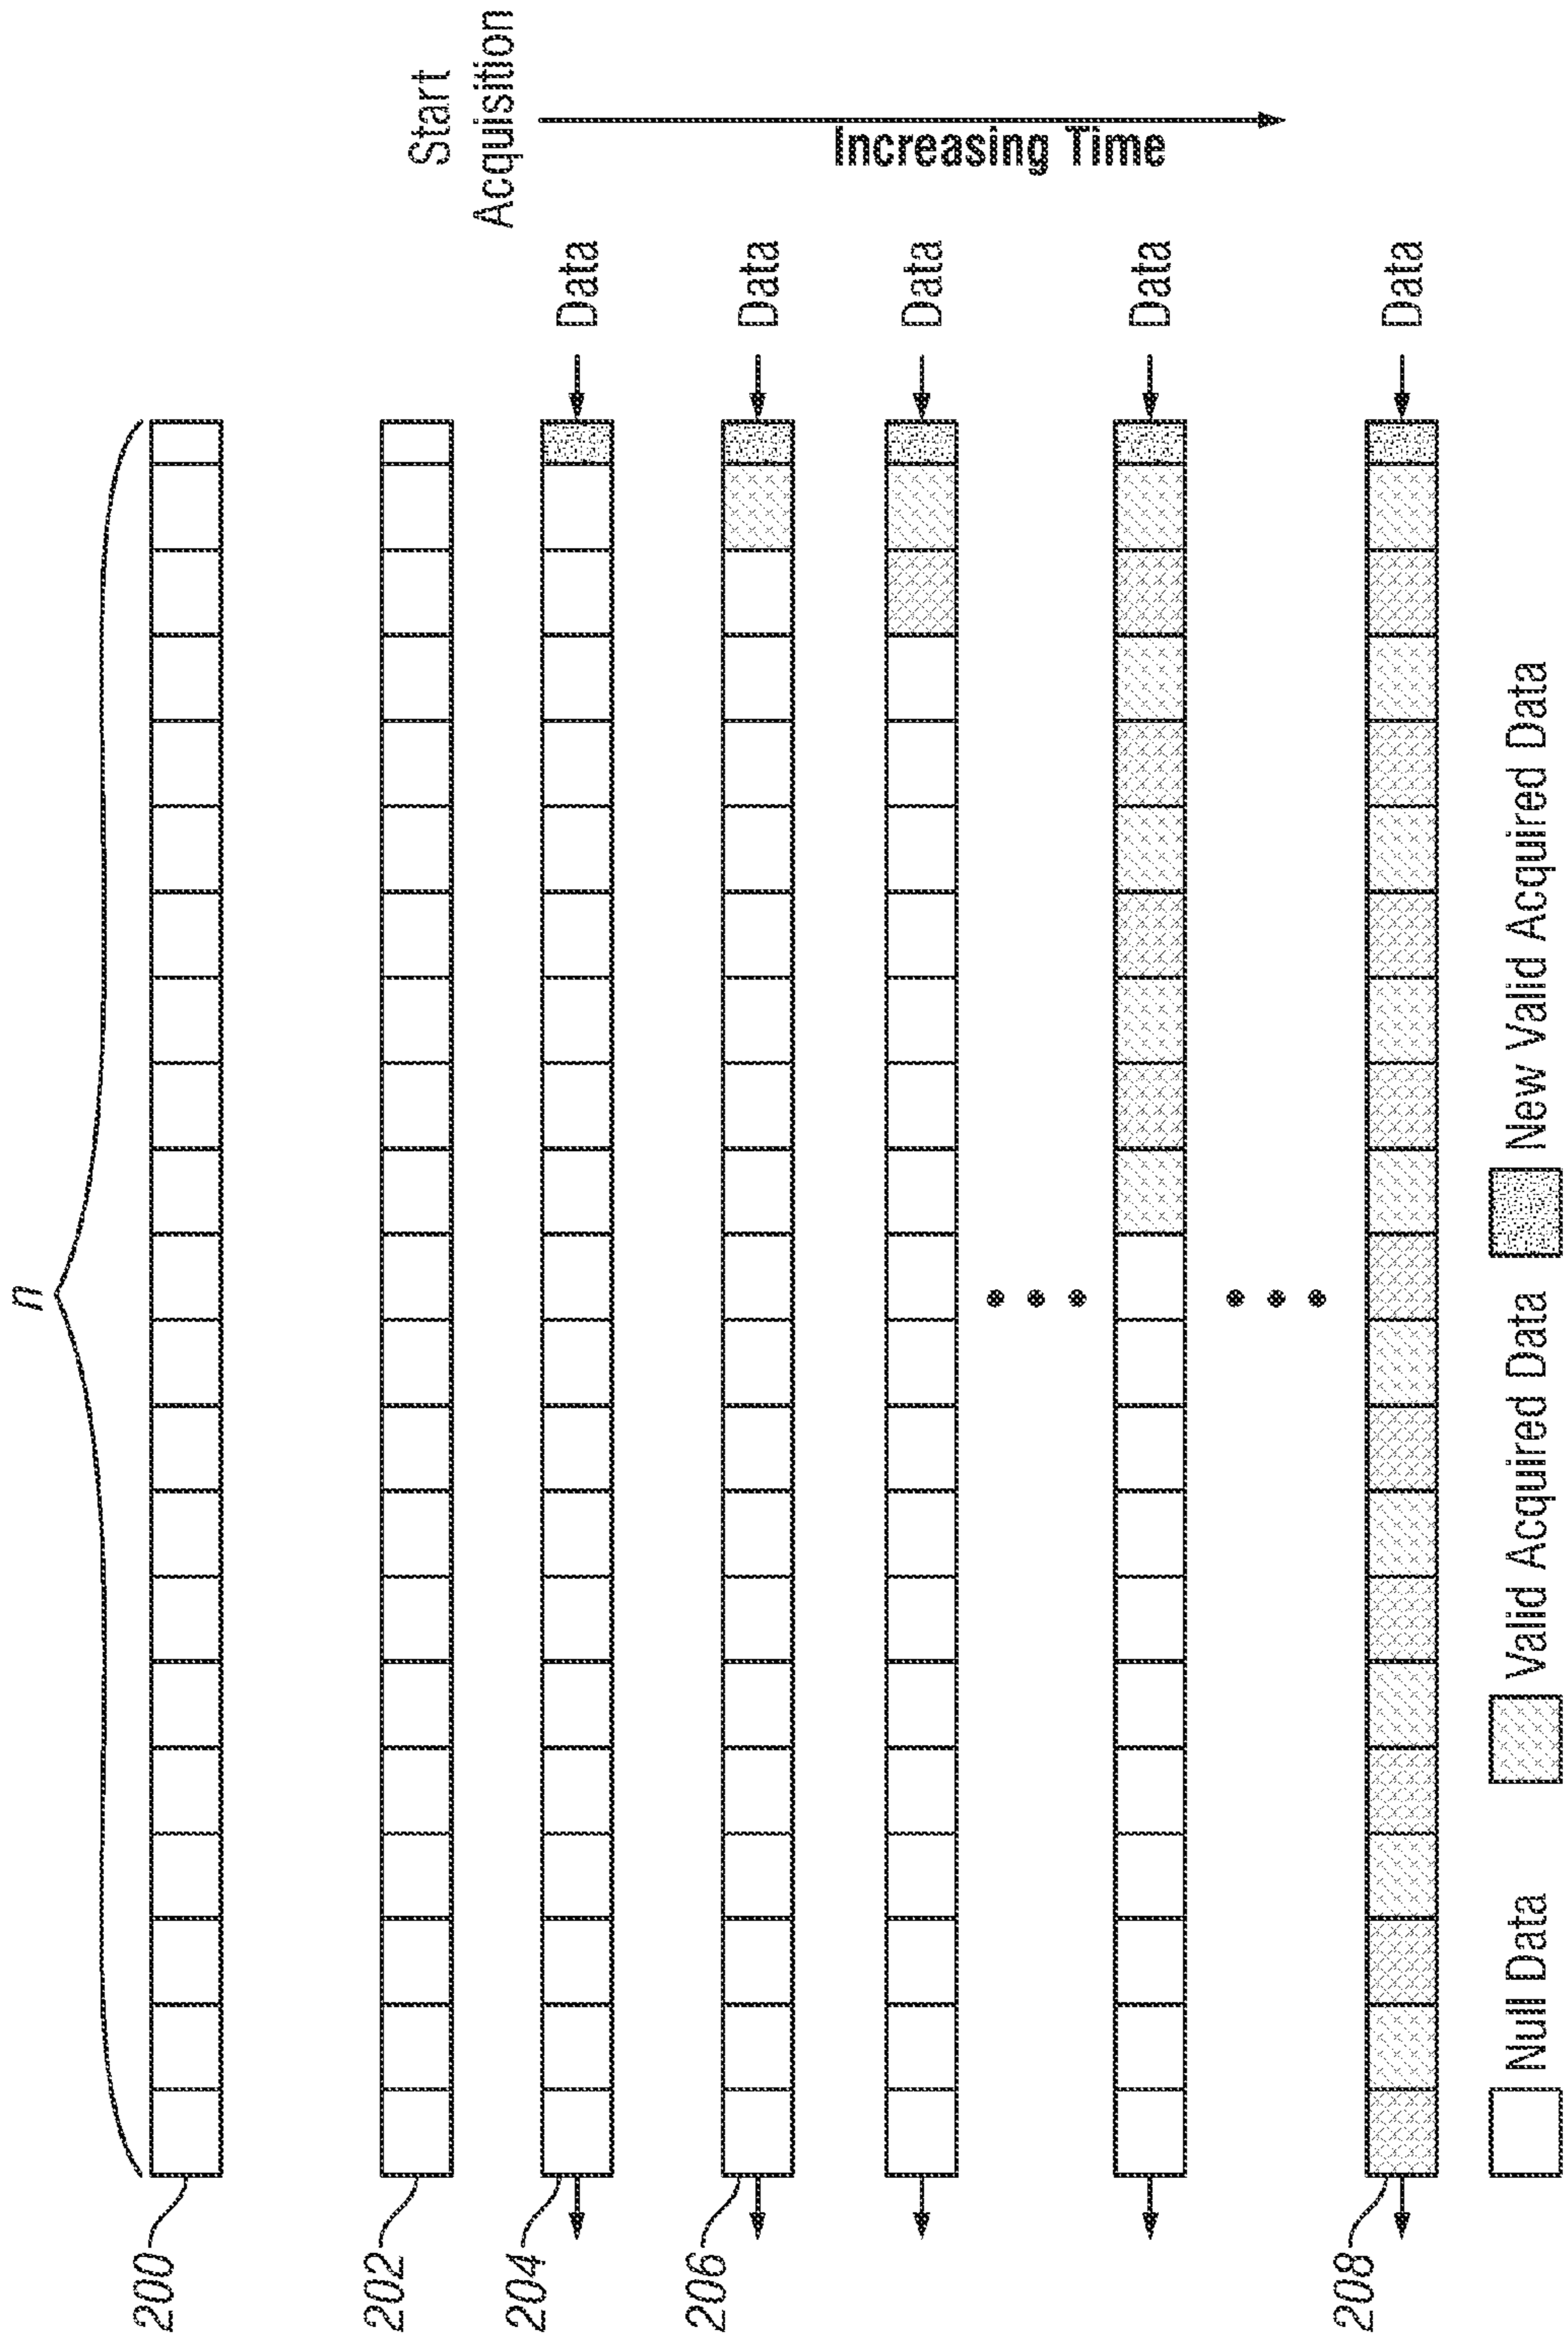 n
200
202
Start
Acquisition
204
Data
206
Data
Increasing Time
Data
Data
208
Data
Null Data
Valid Acquired Data
New Valid Acquired Data